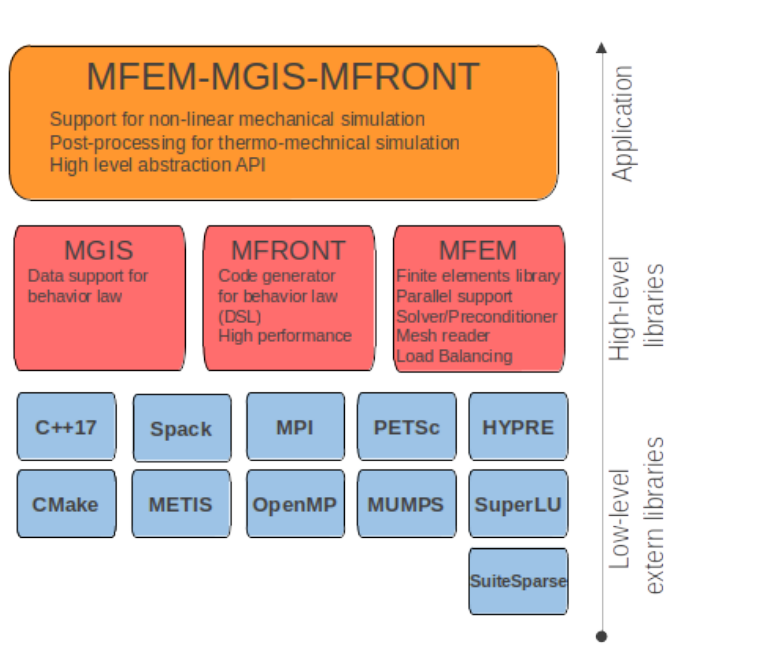 MFEM-MGIS-MFRONT
Support for non-linear mechanical simulation
Post-processing for thermo-mechnical simulation
High level abstraction API
Application
MGIS
Data support for
behavior law
MFRONT
Code generator
for behavior law
(DSL)
High performance
MFEM
Finite elements library
Parallel support
Solver/Preconditioner
Mesh reader
Load Balancing
High-level
libraries
C++17
Spack
MPI
PETSc
HYPRE
CMake
METIS
OpenMP
MUMPS
SuperLU
SuiteSparse
Low-level
extern libraries